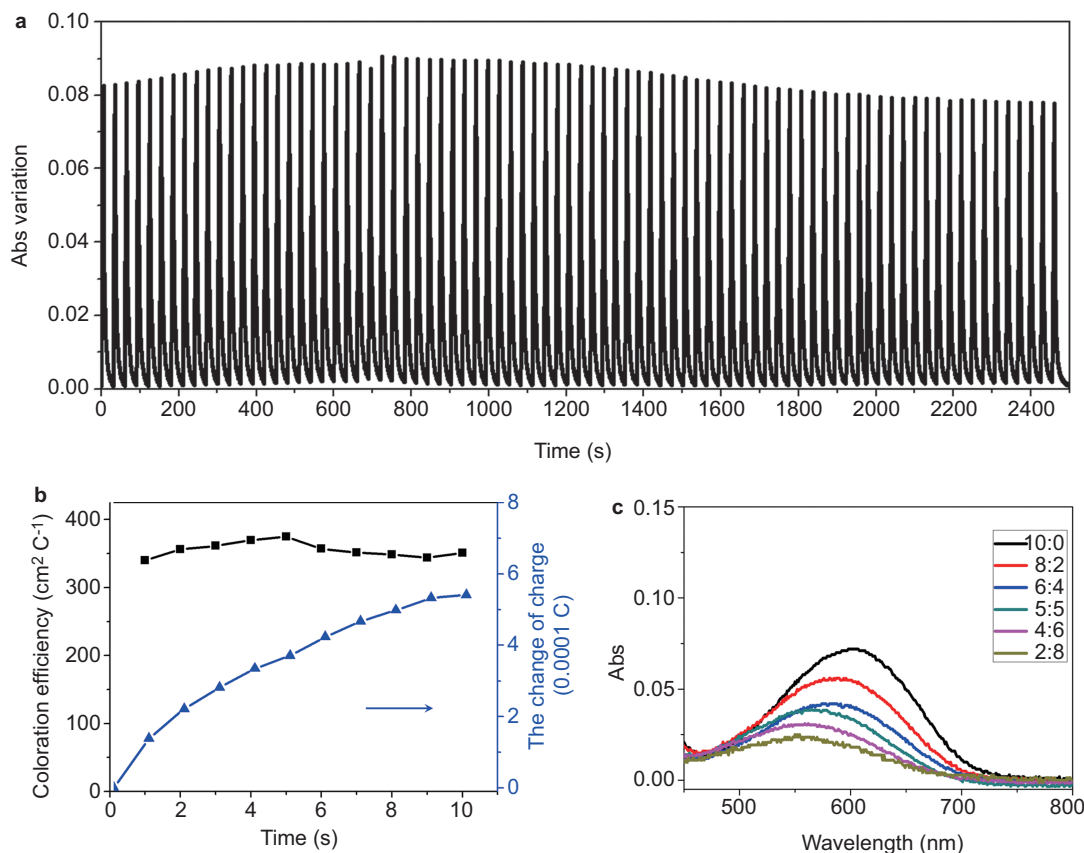 a
0.10
0.08
0.06
0.04
0.02
0.00
Abs variation
0 200 400 600 800 1000 1200 1400 1600 1800 2000 2200 2400
Time (s)
b
400
350
300
250
200
150
100
50
0
Coloration efficiency (cm² C⁻¹)
8
6
4
2
0
The change of charge
(0.0001 C)
0 2 4 6 8 10
Time (s)
c
0.15
0.10
0.05
0.00
Abs
10:0
8:2
6:4
5:5
4:6
2:8
500 600 700 800
Wavelength (nm)